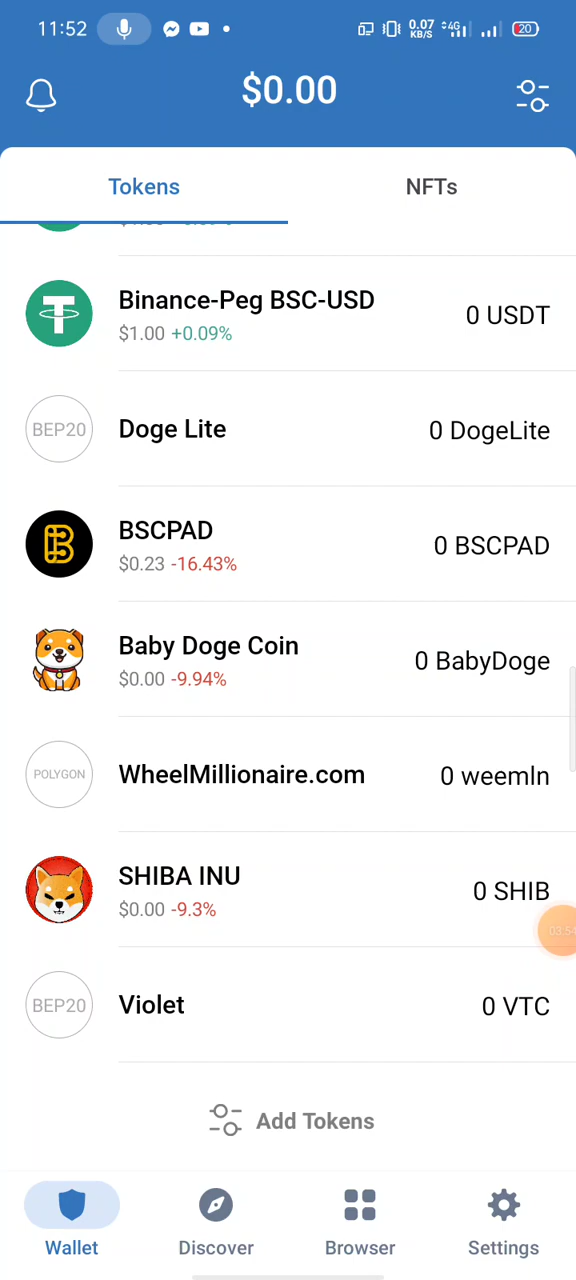 11:52
0.07
KB/S
4G
20
$0.00
Tokens
NFTs
Binance-Peg BSC-USD
$1.00 +0.09%
0 USDT
BEP20
Doge Lite
0 DogeLite
BSCPAD
$0.23 -16.43%
0 BSCPAD
Baby Doge Coin
$0.00 -9.94%
0 BabyDoge
POLYGON
WheelMillionaire.com
0 weemln
SHIBA INU
$0.00 -9.3%
0 SHIB
03:54
BEP20
Violet
0 VTC
Add Tokens
Wallet
Discover
Browser
Settings